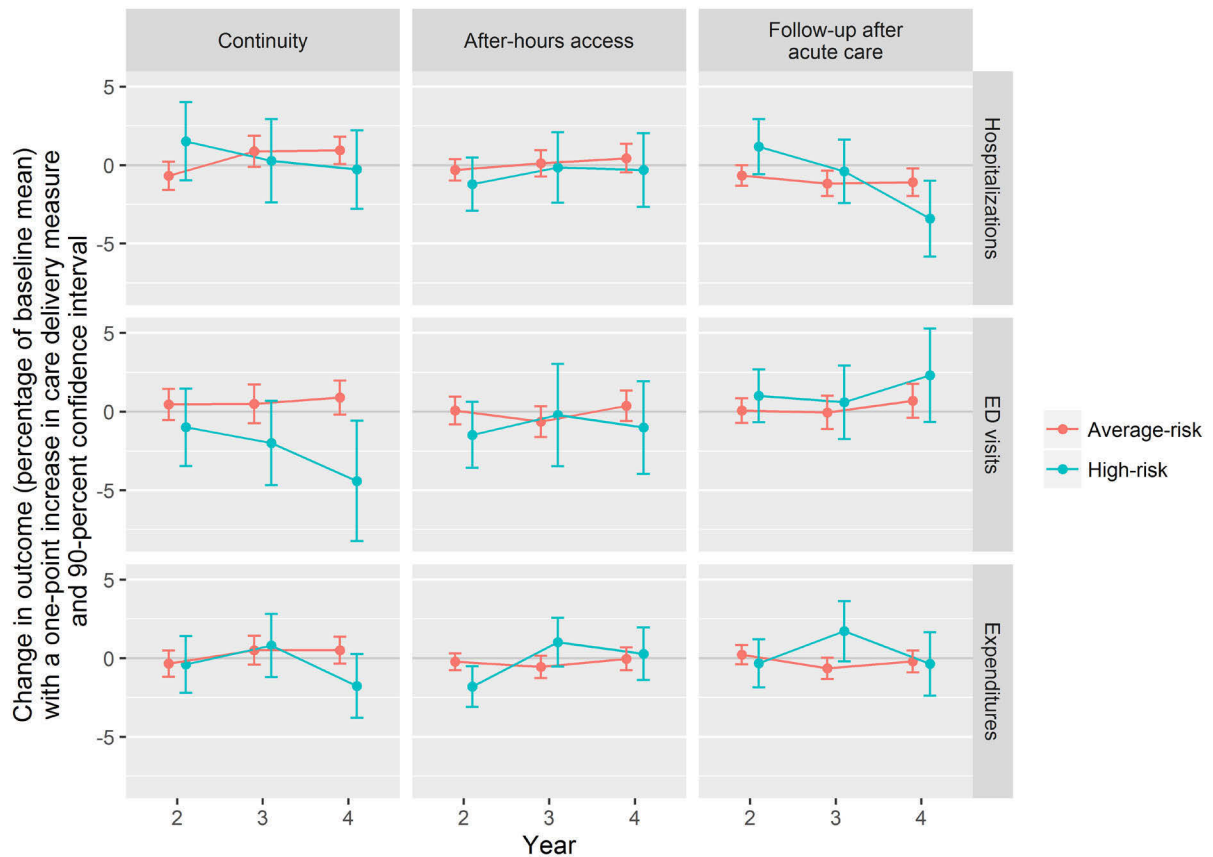 Continuity
After-hours access
Follow-up after
acute care
Change in outcome (percentage of baseline mean)
with a one-point increase in care delivery measure
and 90-percent confidence interval
5
0
-5
Hospitalizations
5
0
-5
ED visits
5
0
-5
Expenditures
2
3
4
2
3
4
2
3
4
Year
Average-risk
High-risk